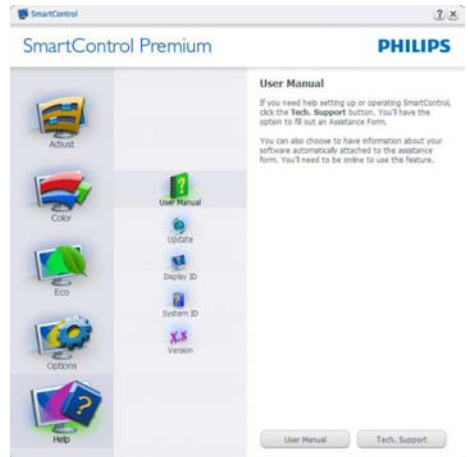 SmartControl
SmartControl Premium
PHILIPS
Adjust
Color
Eco
Options
Help
User Manual
Update
Display ID
System ID
Version
User Manual
If you need help setting up or operating SmartControl,
click the Tech. Support button. You'll have the
option to fill out an Assistance Form.
You can also choose to have information about your
software automatically attached to the assistance
form. You'll need to be online to use this feature.
User Manual
Tech. Support